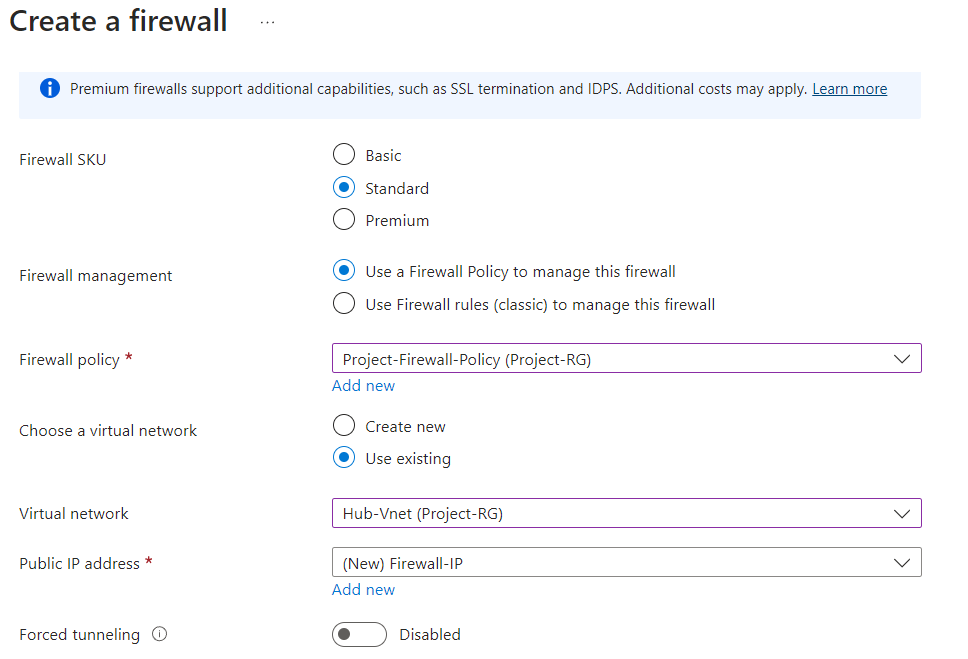 Create a firewall ...
Premium firewalls support additional capabilities, such as SSL termination and IDPS. Additional costs may apply. Learn more
Firewall SKU
Basic
Standard
Premium
Firewall management
Use a Firewall Policy to manage this firewall
Use Firewall rules (classic) to manage this firewall
Firewall policy *
Project-Firewall-Policy (Project-RG)
Add new
Choose a virtual network
Create new
Use existing
Virtual network
Hub-Vnet (Project-RG)
Public IP address *
(New) Firewall-IP
Add new
Forced tunneling
Disabled